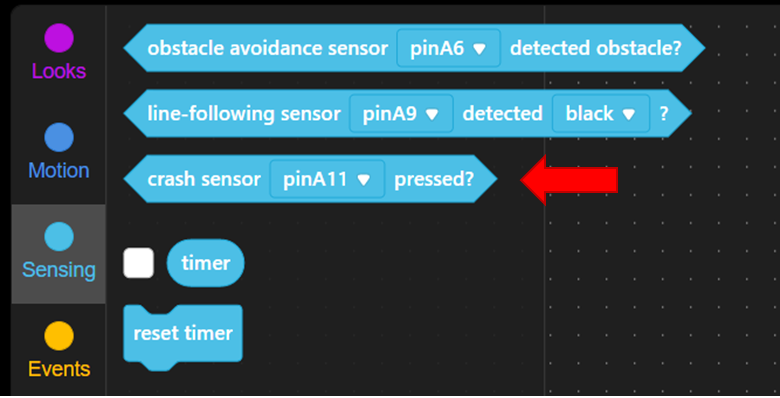 Looks
Motion
Sensing
Events
obstacle avoidance sensor pinA6 detected obstacle?
line-following sensor pinA9 detected black ?
crash sensor pinA11 pressed?
timer
reset timer